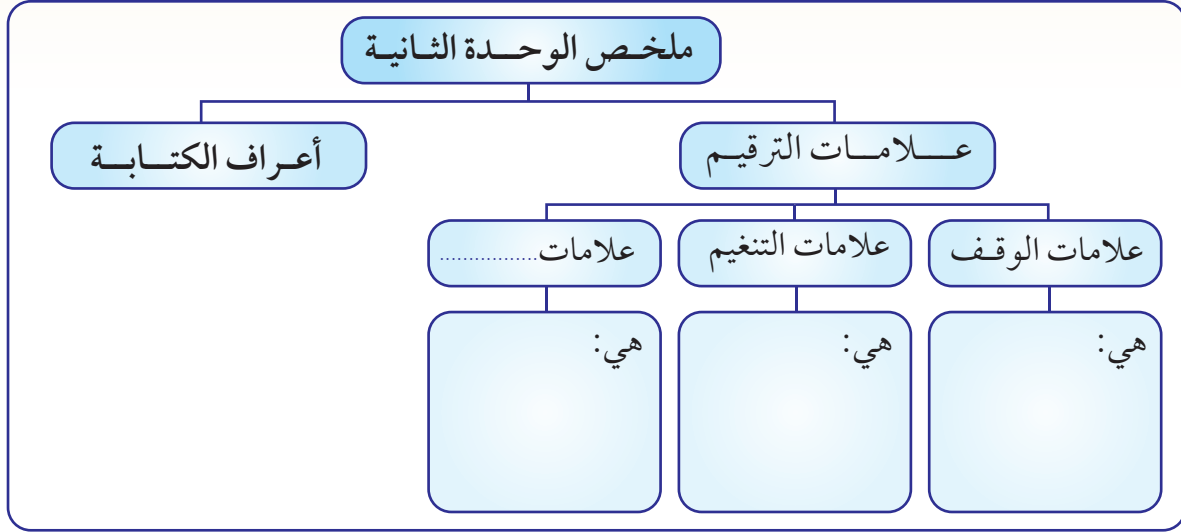 ملخص الوحدة الثانية
علامات الترقيم
أعراف الكتابة
علامات الوقف
علامات التنغيم
علامات.................
هي:
هي:
هي: